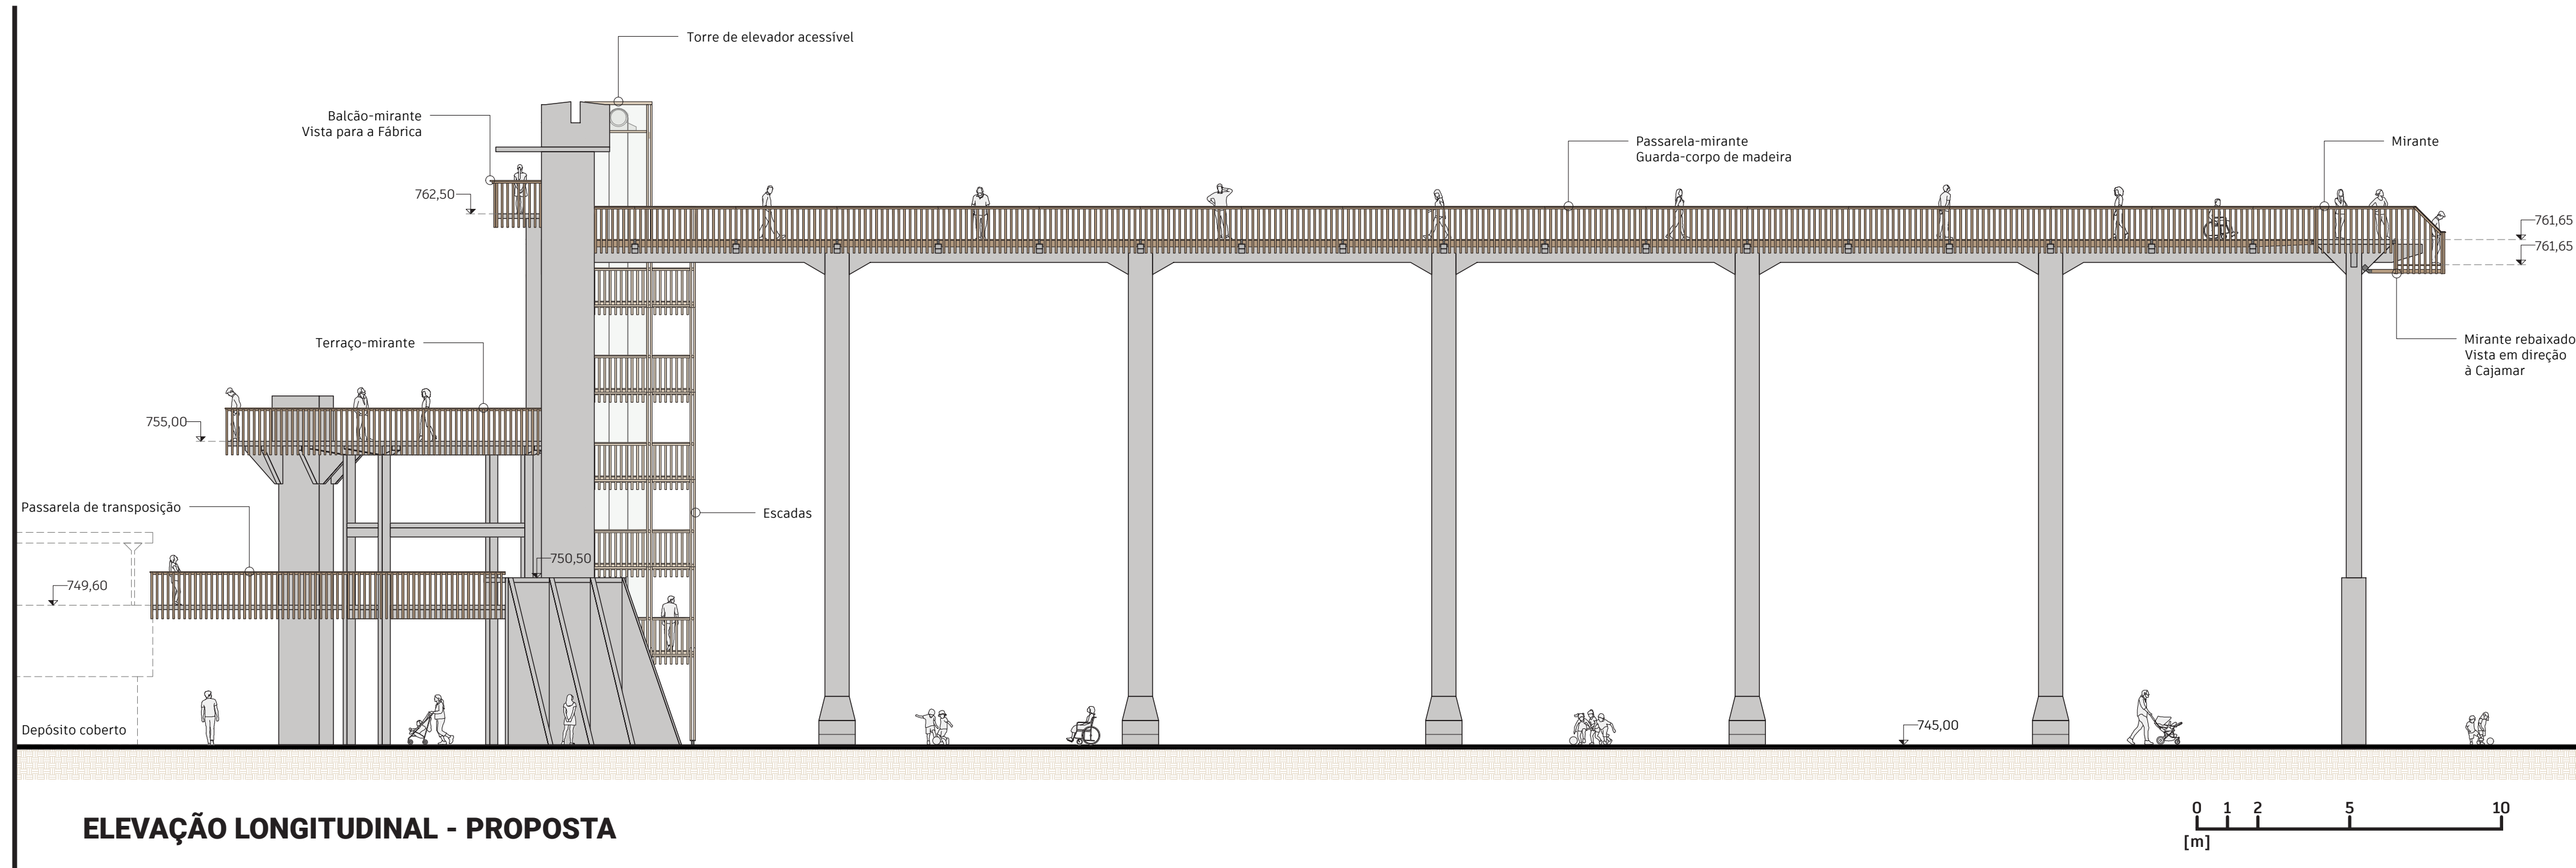 Torre de elevador acessível
Balcão-mirante
Vista para a Fábrica
Passarela-mirante
Guarda-corpo de madeira
Mirante
762,50
761,65
761,65
Mirante rebaixado
Vista em direção
à Cajamar
Terraço-mirante
755,00
Passarela de transposição
Escadas
750,50
749,60
745,00
Depósito coberto
ELEVAÇÃO LONGITUDINAL - PROPOSTA
0 1 2 5 10
[m]